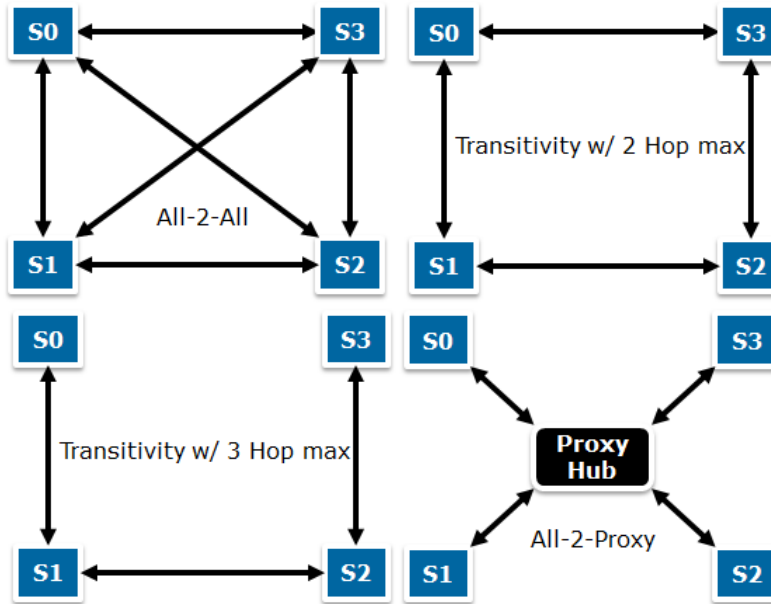 S0
S3
All-2-All
S1
S2
S0
S3
Transitivity w/ 2 Hop max
S1
S2
S0
S3
Transitivity w/ 3 Hop max
S1
S2
S0
S3
Proxy
Hub
All-2-Proxy
S1
S2